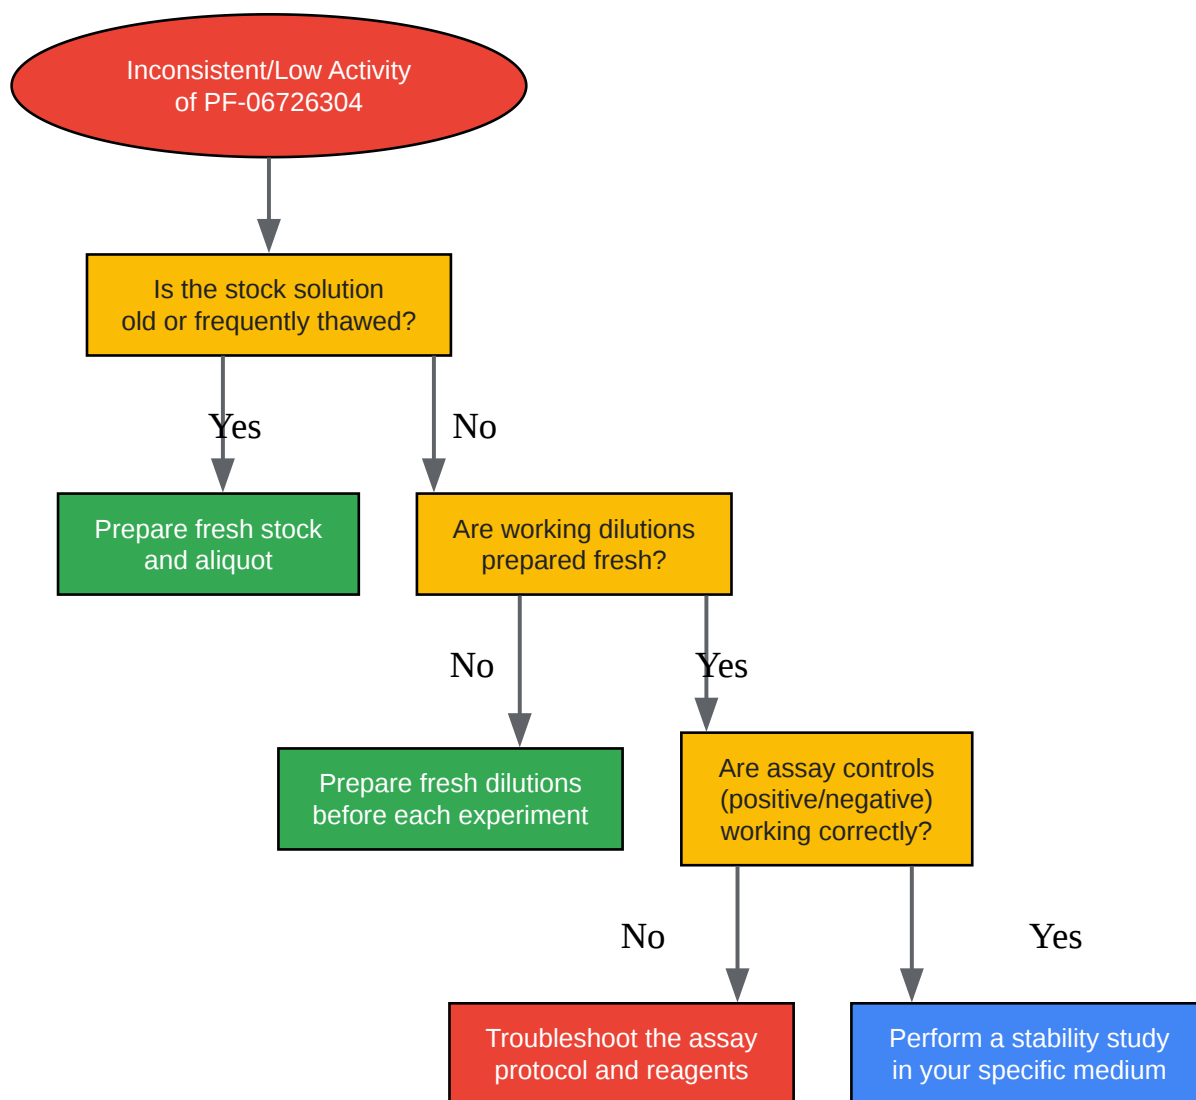 Inconsistent/Low Activity
of PF-06726304
Is the stock solution
old or frequently thawed?
Yes
No
Prepare fresh stock
and aliquot
Are working dilutions
prepared fresh?
No
Yes
Prepare fresh dilutions
before each experiment
Are assay controls
(positive/negative)
working correctly?
No
Yes
Troubleshoot the assay
protocol and reagents
Perform a stability study
in your specific medium